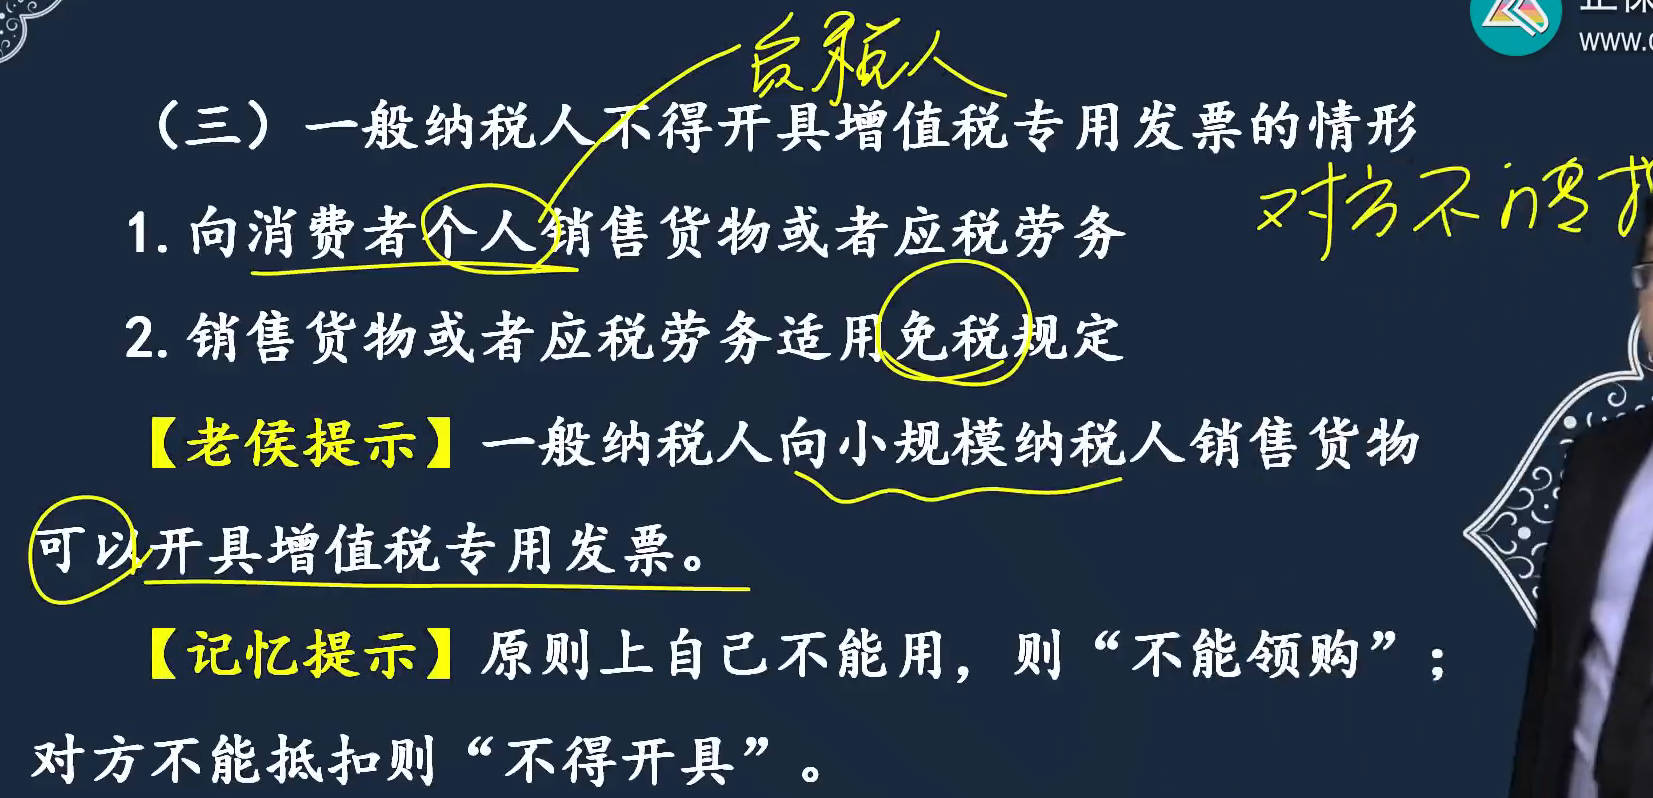 正保
www.c
负税人
（三）一般纳税人不得开具增值税专用发票的情形
对方不
1.向消费者个人销售货物或者应税劳务
2.销售货物或者应税劳务适用免税规定
【老侯提示】一般纳税人向小规模纳税人销售货物
可以开具增值税专用发票。
【记忆提示】原则上自己不能用，则“不能领购”；
对方不能抵扣则“不得开具”。